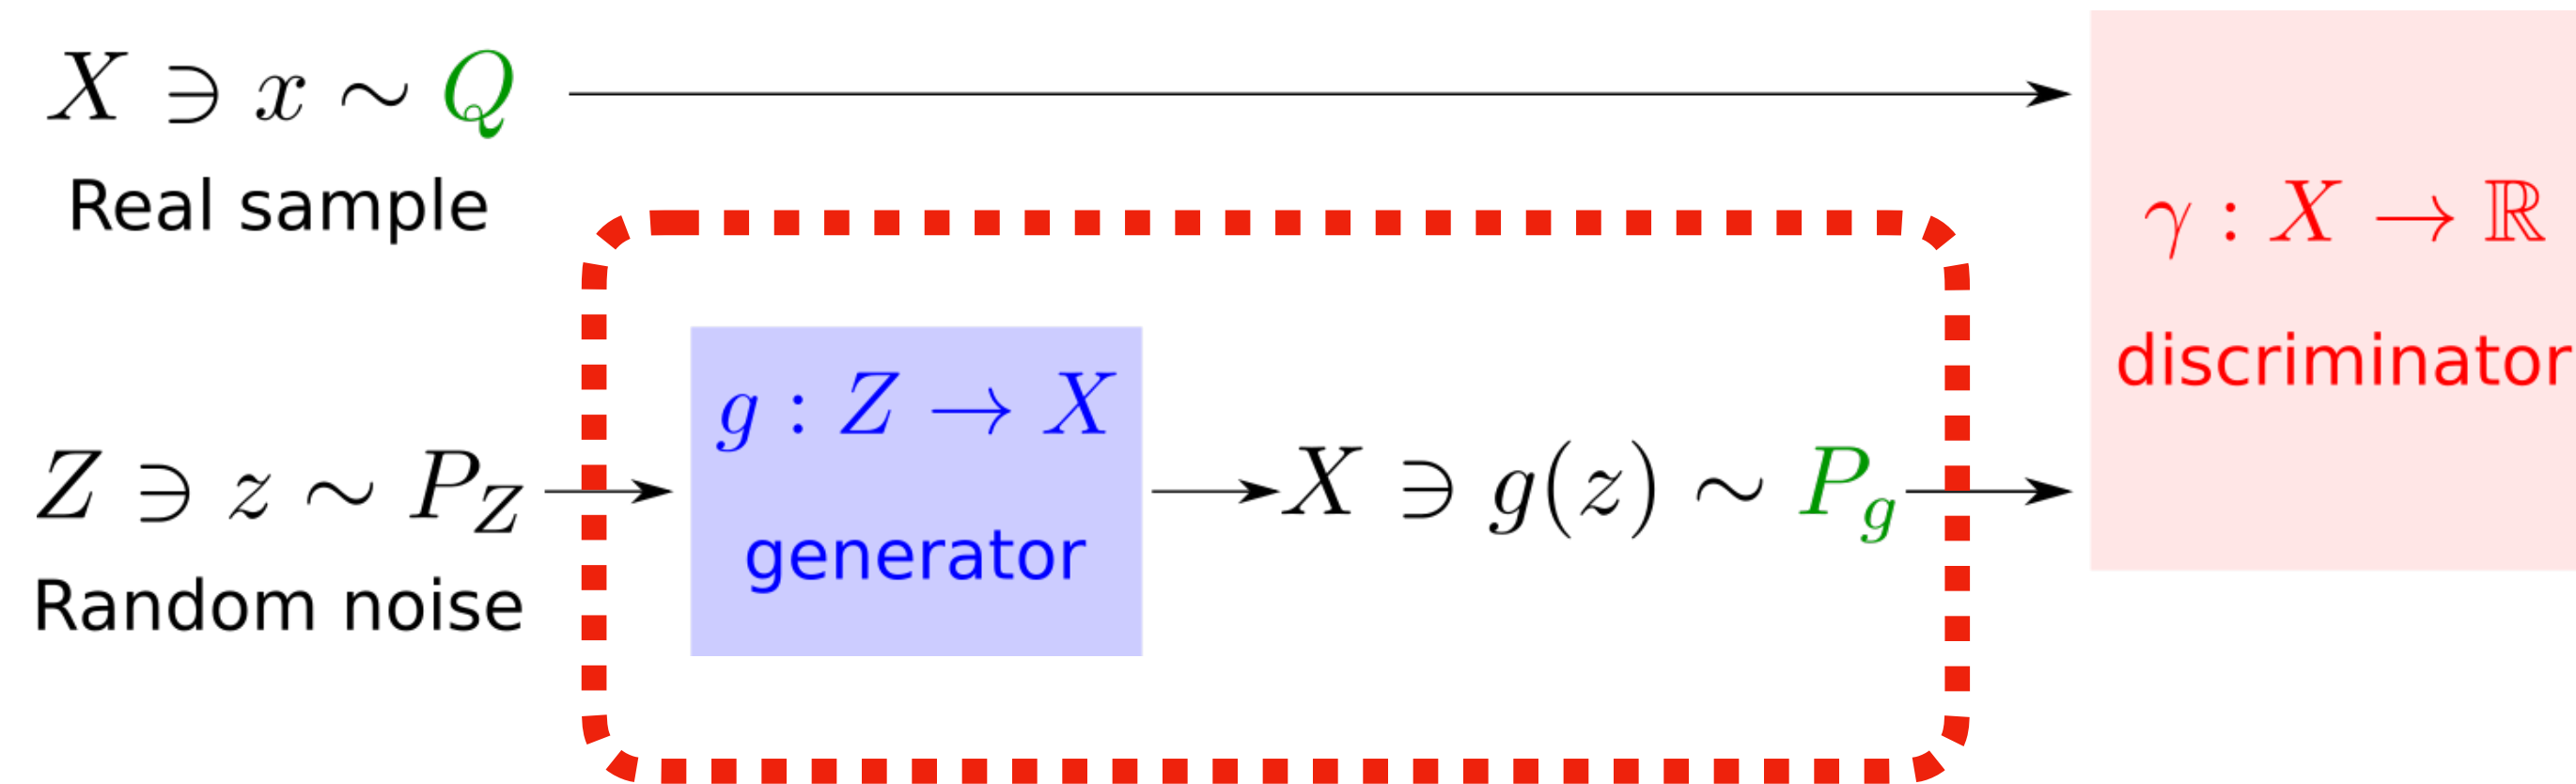 X ∋ x ∼ Q
Real sample
Z ∋ z ∼ P_Z
Random noise
g : Z → X
generator
X ∋ g(z) ∼ P_g
γ : X → ℝ
discriminator